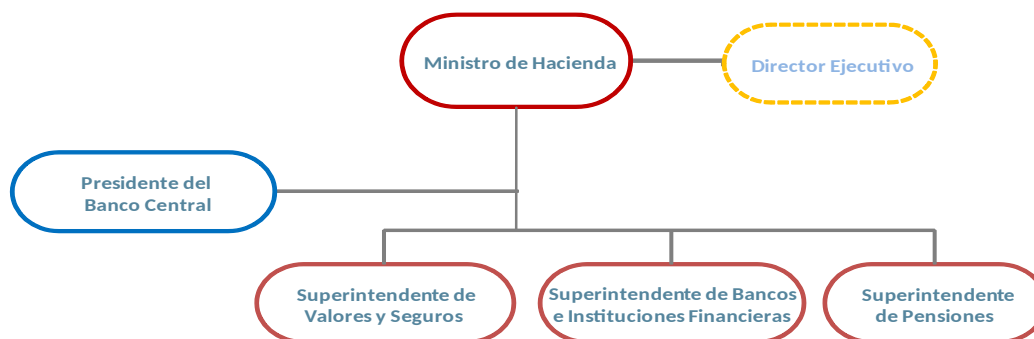 Ministro de Hacienda
Director Ejecutivo
Presidente del
Banco Central
Superintendente de
Valores y Seguros
Superintendente de Bancos
e Instituciones Financieras
Superintendente
de Pensiones